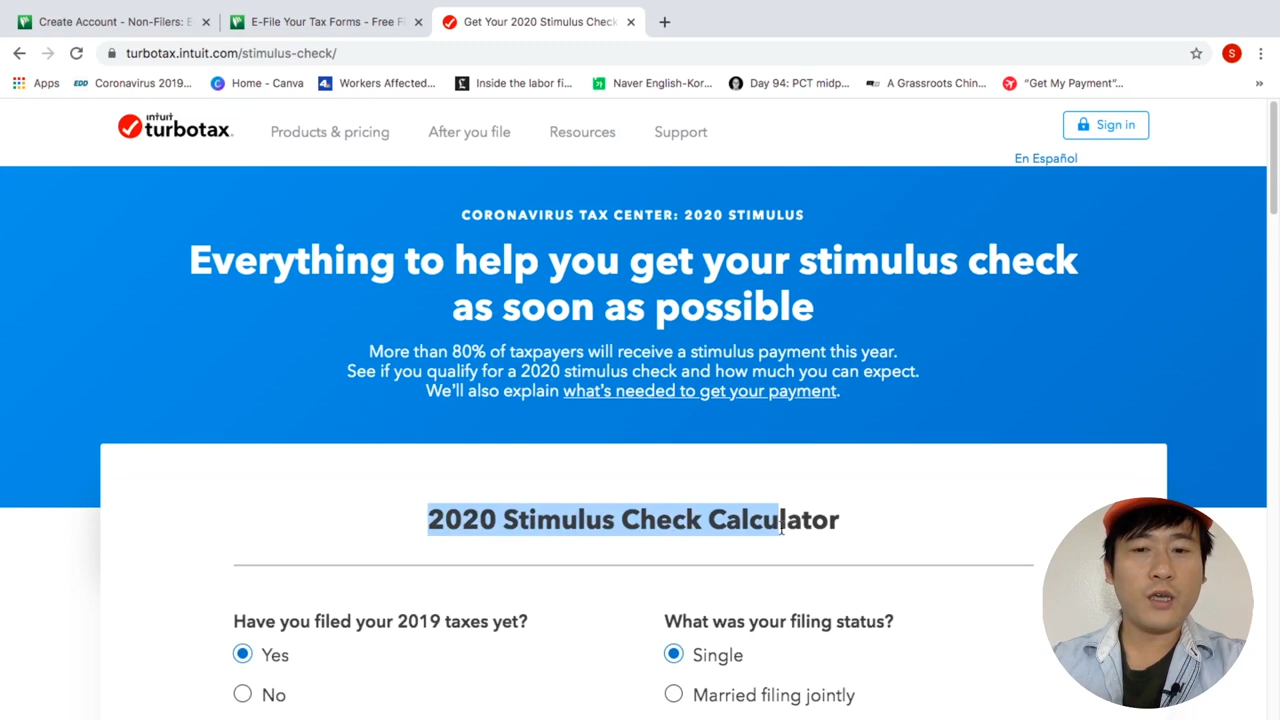 Create Account - Non-Filers: E
E-File Your Tax Forms - Free Fi
Get Your 2020 Stimulus Check
turbotax.intuit.com/stimulus-check/
S
Apps
EDD Coronavirus 2019...
Home - Canva
Workers Affected...
Inside the labor fi...
Naver English-Kor...
Day 94: PCT midp...
A Grassroots Chin...
"Get My Payment"...
»
intuit
turbotax.
Products & pricing
After you file
Resources
Support
Sign in
En Español
CORONAVIRUS TAX CENTER: 2020 STIMULUS
Everything to help you get your stimulus check
as soon as possible
More than 80% of taxpayers will receive a stimulus payment this year.
See if you qualify for a 2020 stimulus check and how much you can expect.
We'll also explain what's needed to get your payment.
2020 Stimulus Check Calculator
Have you filed your 2019 taxes yet?
Yes
No
What was your filing status?
Single
Married filing jointly